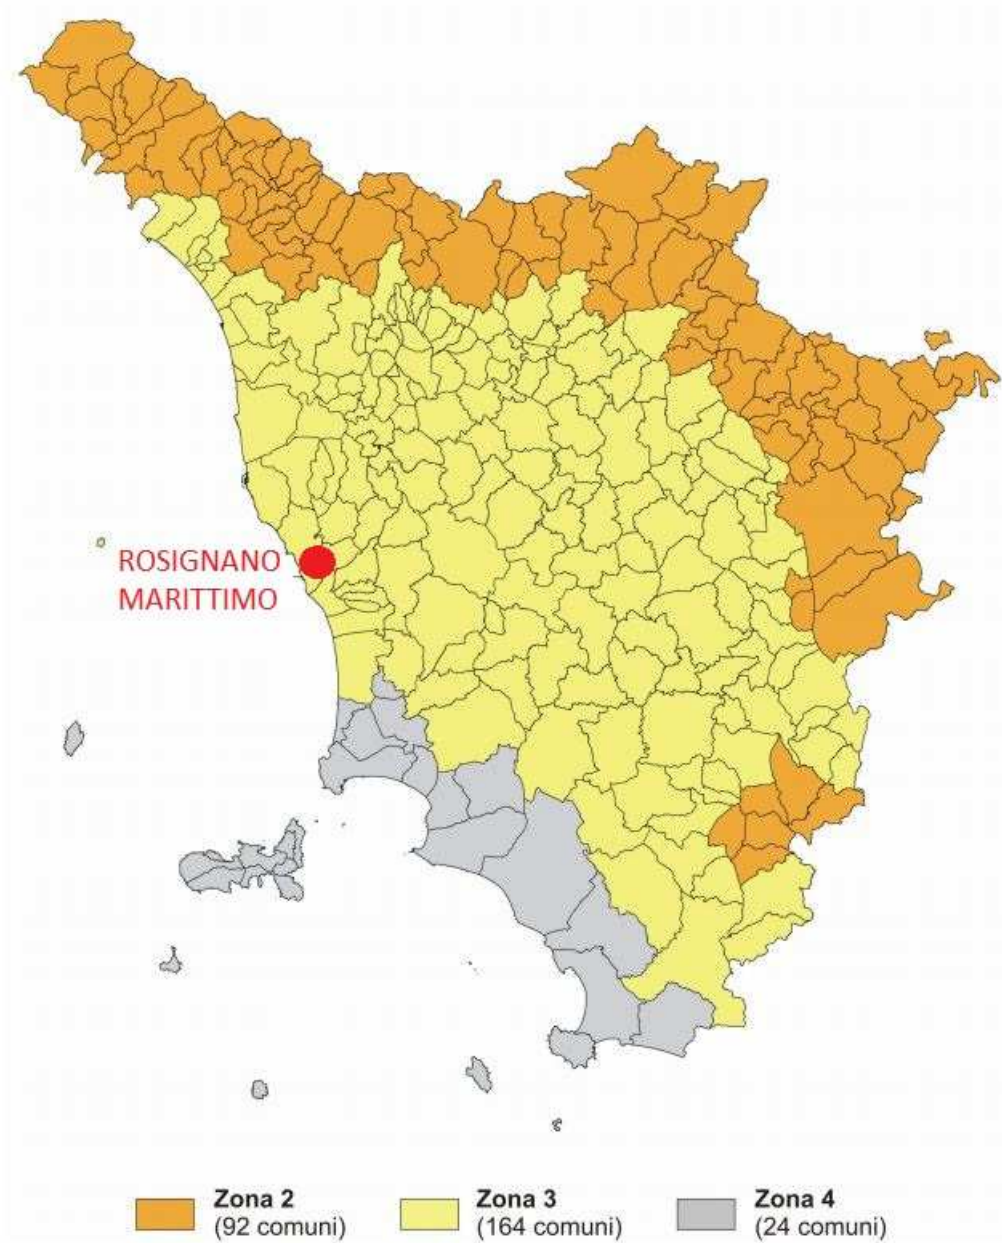 ROSIGNANO
MARITTIMO
Zona 2
(92 comuni)
Zona 3
(164 comuni)
Zona 4
(24 comuni)